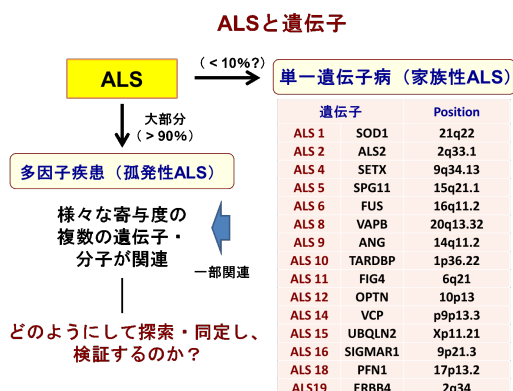 ALSと遺伝子
ALS
（＜10%?）
単一遺伝子病（家族性ALS）
大部分
（＞90%）
多因子疾患（孤発性ALS）
様々な寄与度の
複数の遺伝子・
分子が関連
一部関連
どのようにして探索・同定し、
検証するのか？
遺伝子 Position
ALS 1 SOD1 21q22
ALS 2 ALS2 2q33.1
ALS 4 SETX 9q34.13
ALS 5 SPG11 15q21.1
ALS 6 FUS 16q11.2
ALS 8 VAPB 20q13.32
ALS 9 ANG 14q11.2
ALS 10 TARDBP 1p36.22
ALS 11 FIG4 6q21
ALS 12 OPTN 10p13
ALS 14 VCP p9p13.3
ALS 15 UBQLN2 Xp11.21
ALS 16 SIGMAR1 9p21.3
ALS 18 PFN1 17p13.2
ALS19 ERBB4 2q34